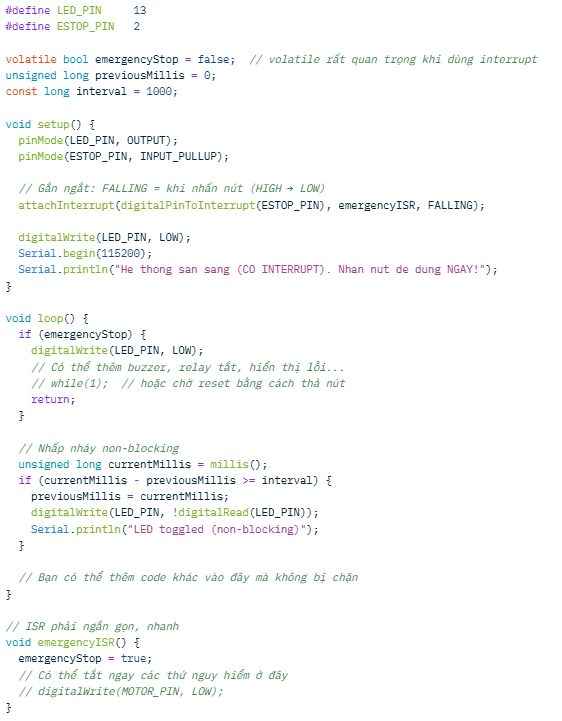 #define LED_PIN     13
#define ESTOP_PIN   2

volatile bool emergencyStop = false;  // volatile rất quan trọng khi dùng interrupt
unsigned long previousMillis = 0;
const long interval = 1000;

void setup() {
  pinMode(LED_PIN, OUTPUT);
  pinMode(ESTOP_PIN, INPUT_PULLUP);

  // Gắn ngắt: FALLING = khi nhấn nút (HIGH → LOW)
  attachInterrupt(digitalPinToInterrupt(ESTOP_PIN), emergencyISR, FALLING);

  digitalWrite(LED_PIN, LOW);
  Serial.begin(115200);
  Serial.println("He thong san sang (CO INTERRUPT). Nhan nut de dung NGAY!");
}

void loop() {
  if (emergencyStop) {
    digitalWrite(LED_PIN, LOW);
    // Có thể thêm buzzer, relay tắt, hiển thị lỗi...
    // while(1);  // hoặc chờ reset bằng cách thả nút
    return;
  }

  // Nhấp nháy non-blocking
  unsigned long currentMillis = millis();
  if (currentMillis - previousMillis >= interval) {
    previousMillis = currentMillis;
    digitalWrite(LED_PIN, !digitalRead(LED_PIN));
    Serial.println("LED toggled (non-blocking)");
  }

  // Bạn có thể thêm code khác vào đây mà không bị chặn
}

// ISR phải ngắn gọn, nhanh
void emergencyISR() {
  emergencyStop = true;
  // Có thể tắt ngay các thứ nguy hiểm ở đây
  // digitalWrite(MOTOR_PIN, LOW);
}